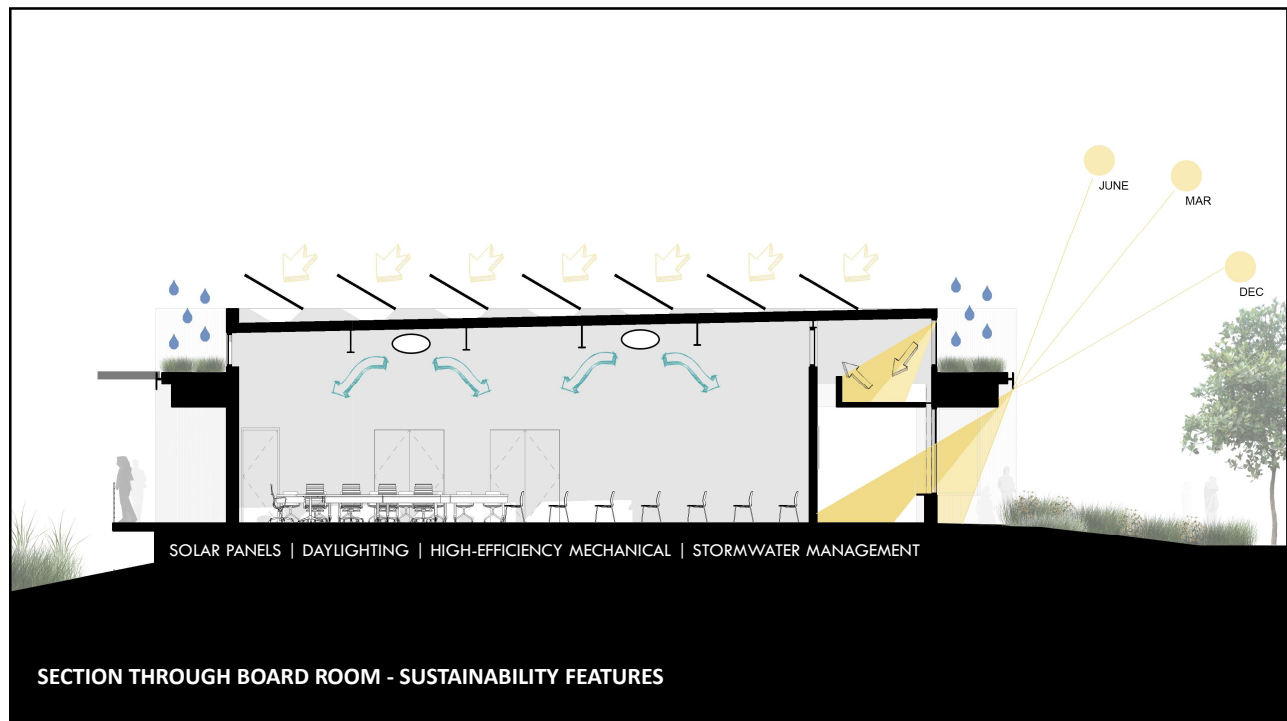 JUNE
MAR
DEC
SOLAR PANELS | DAYLIGHTING | HIGH-EFFICIENCY MECHANICAL | STORMWATER MANAGEMENT
SECTION THROUGH BOARD ROOM - SUSTAINABILITY FEATURES